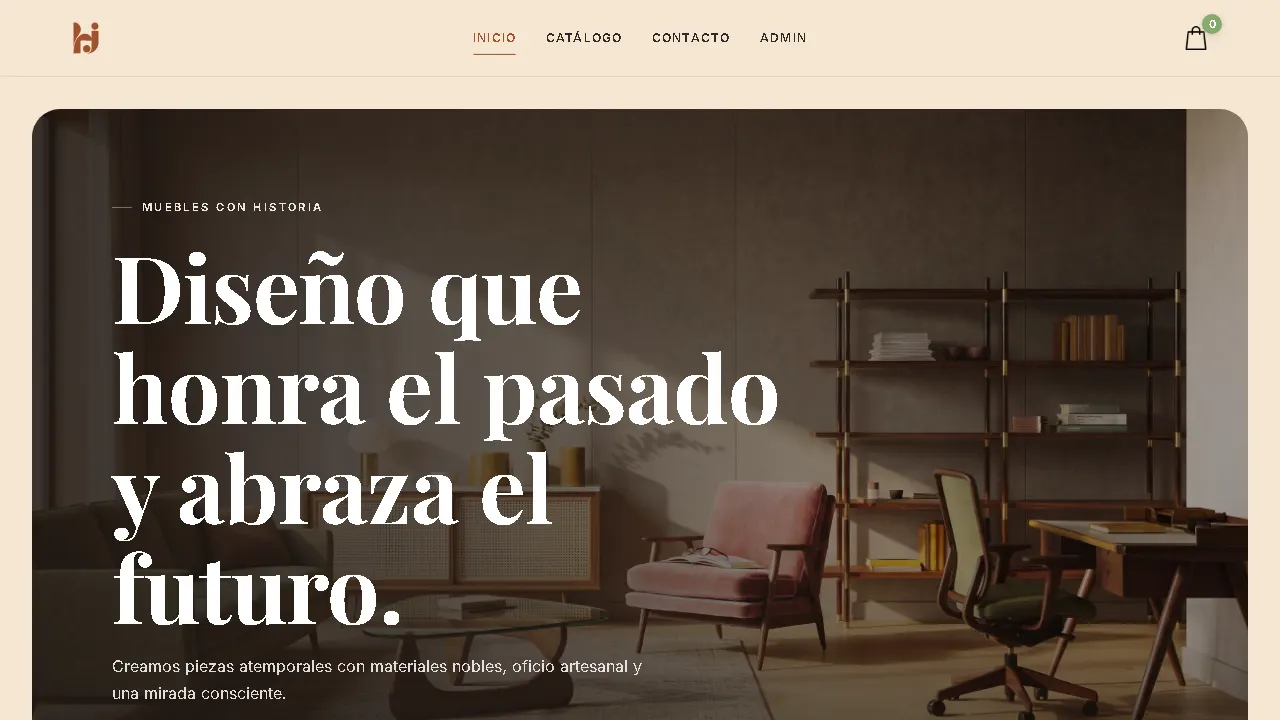 INICIO
CATÁLOGO
CONTACTO
ADMIN
0
MUEBLES CON HISTORIA
Diseño que
honra el pasado
y abraza el
futuro.
Creamos piezas atemporales con materiales nobles, oficio artesanal y
una mirada consciente.